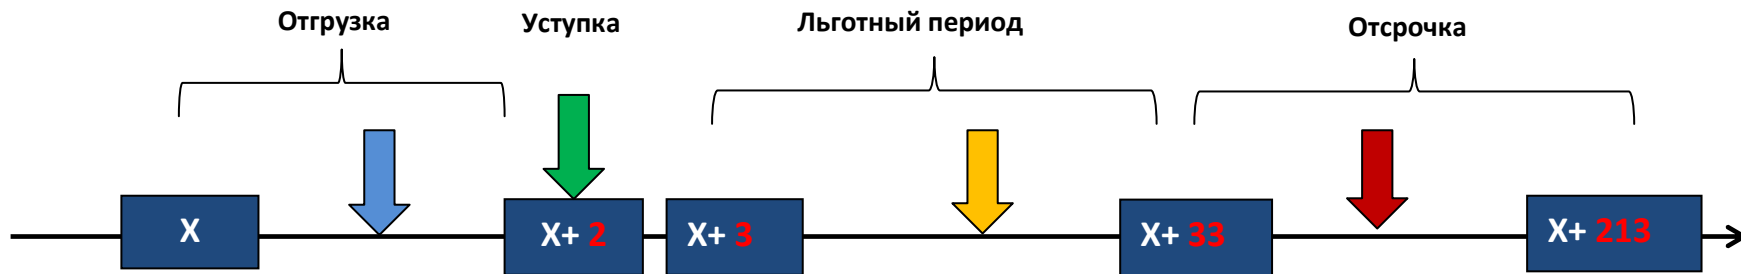 Отгрузка
Уступка
Льготный период
Отсрочка
X
X+ 2
X+ 3
X+ 33
X+ 213